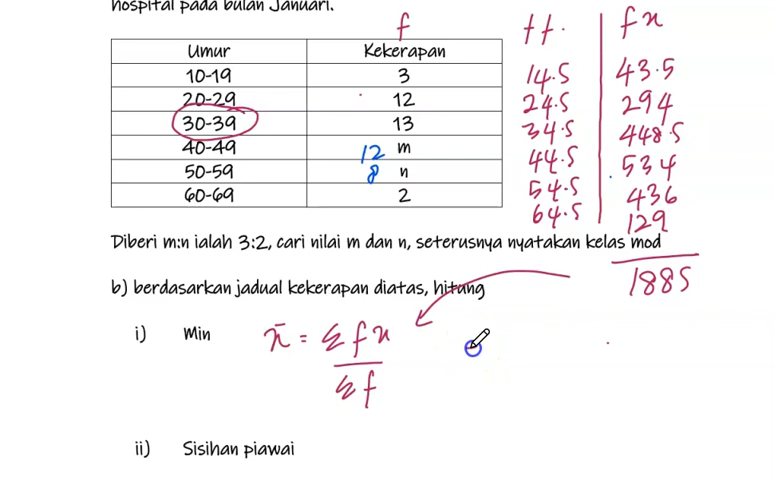 hospital pada bulan Januari.
f tt. fx
Umur Kekerapan
10-19 3 14.5 43.5
20-29 12 24.5 294
30-39 13 34.5 448.5
40-49 12 m 44.5 534
50-59 8 n 54.5 436
60-69 2 64.5 129
Diberi m:n ialah 3:2, cari nilai m dan n, seterusnya nyatakan kelas mod
1885
b) berdasarkan jadual kekerapan diatas, hitung
i) Min x̄ = Σfx
Σf
ii) Sisihan piawai